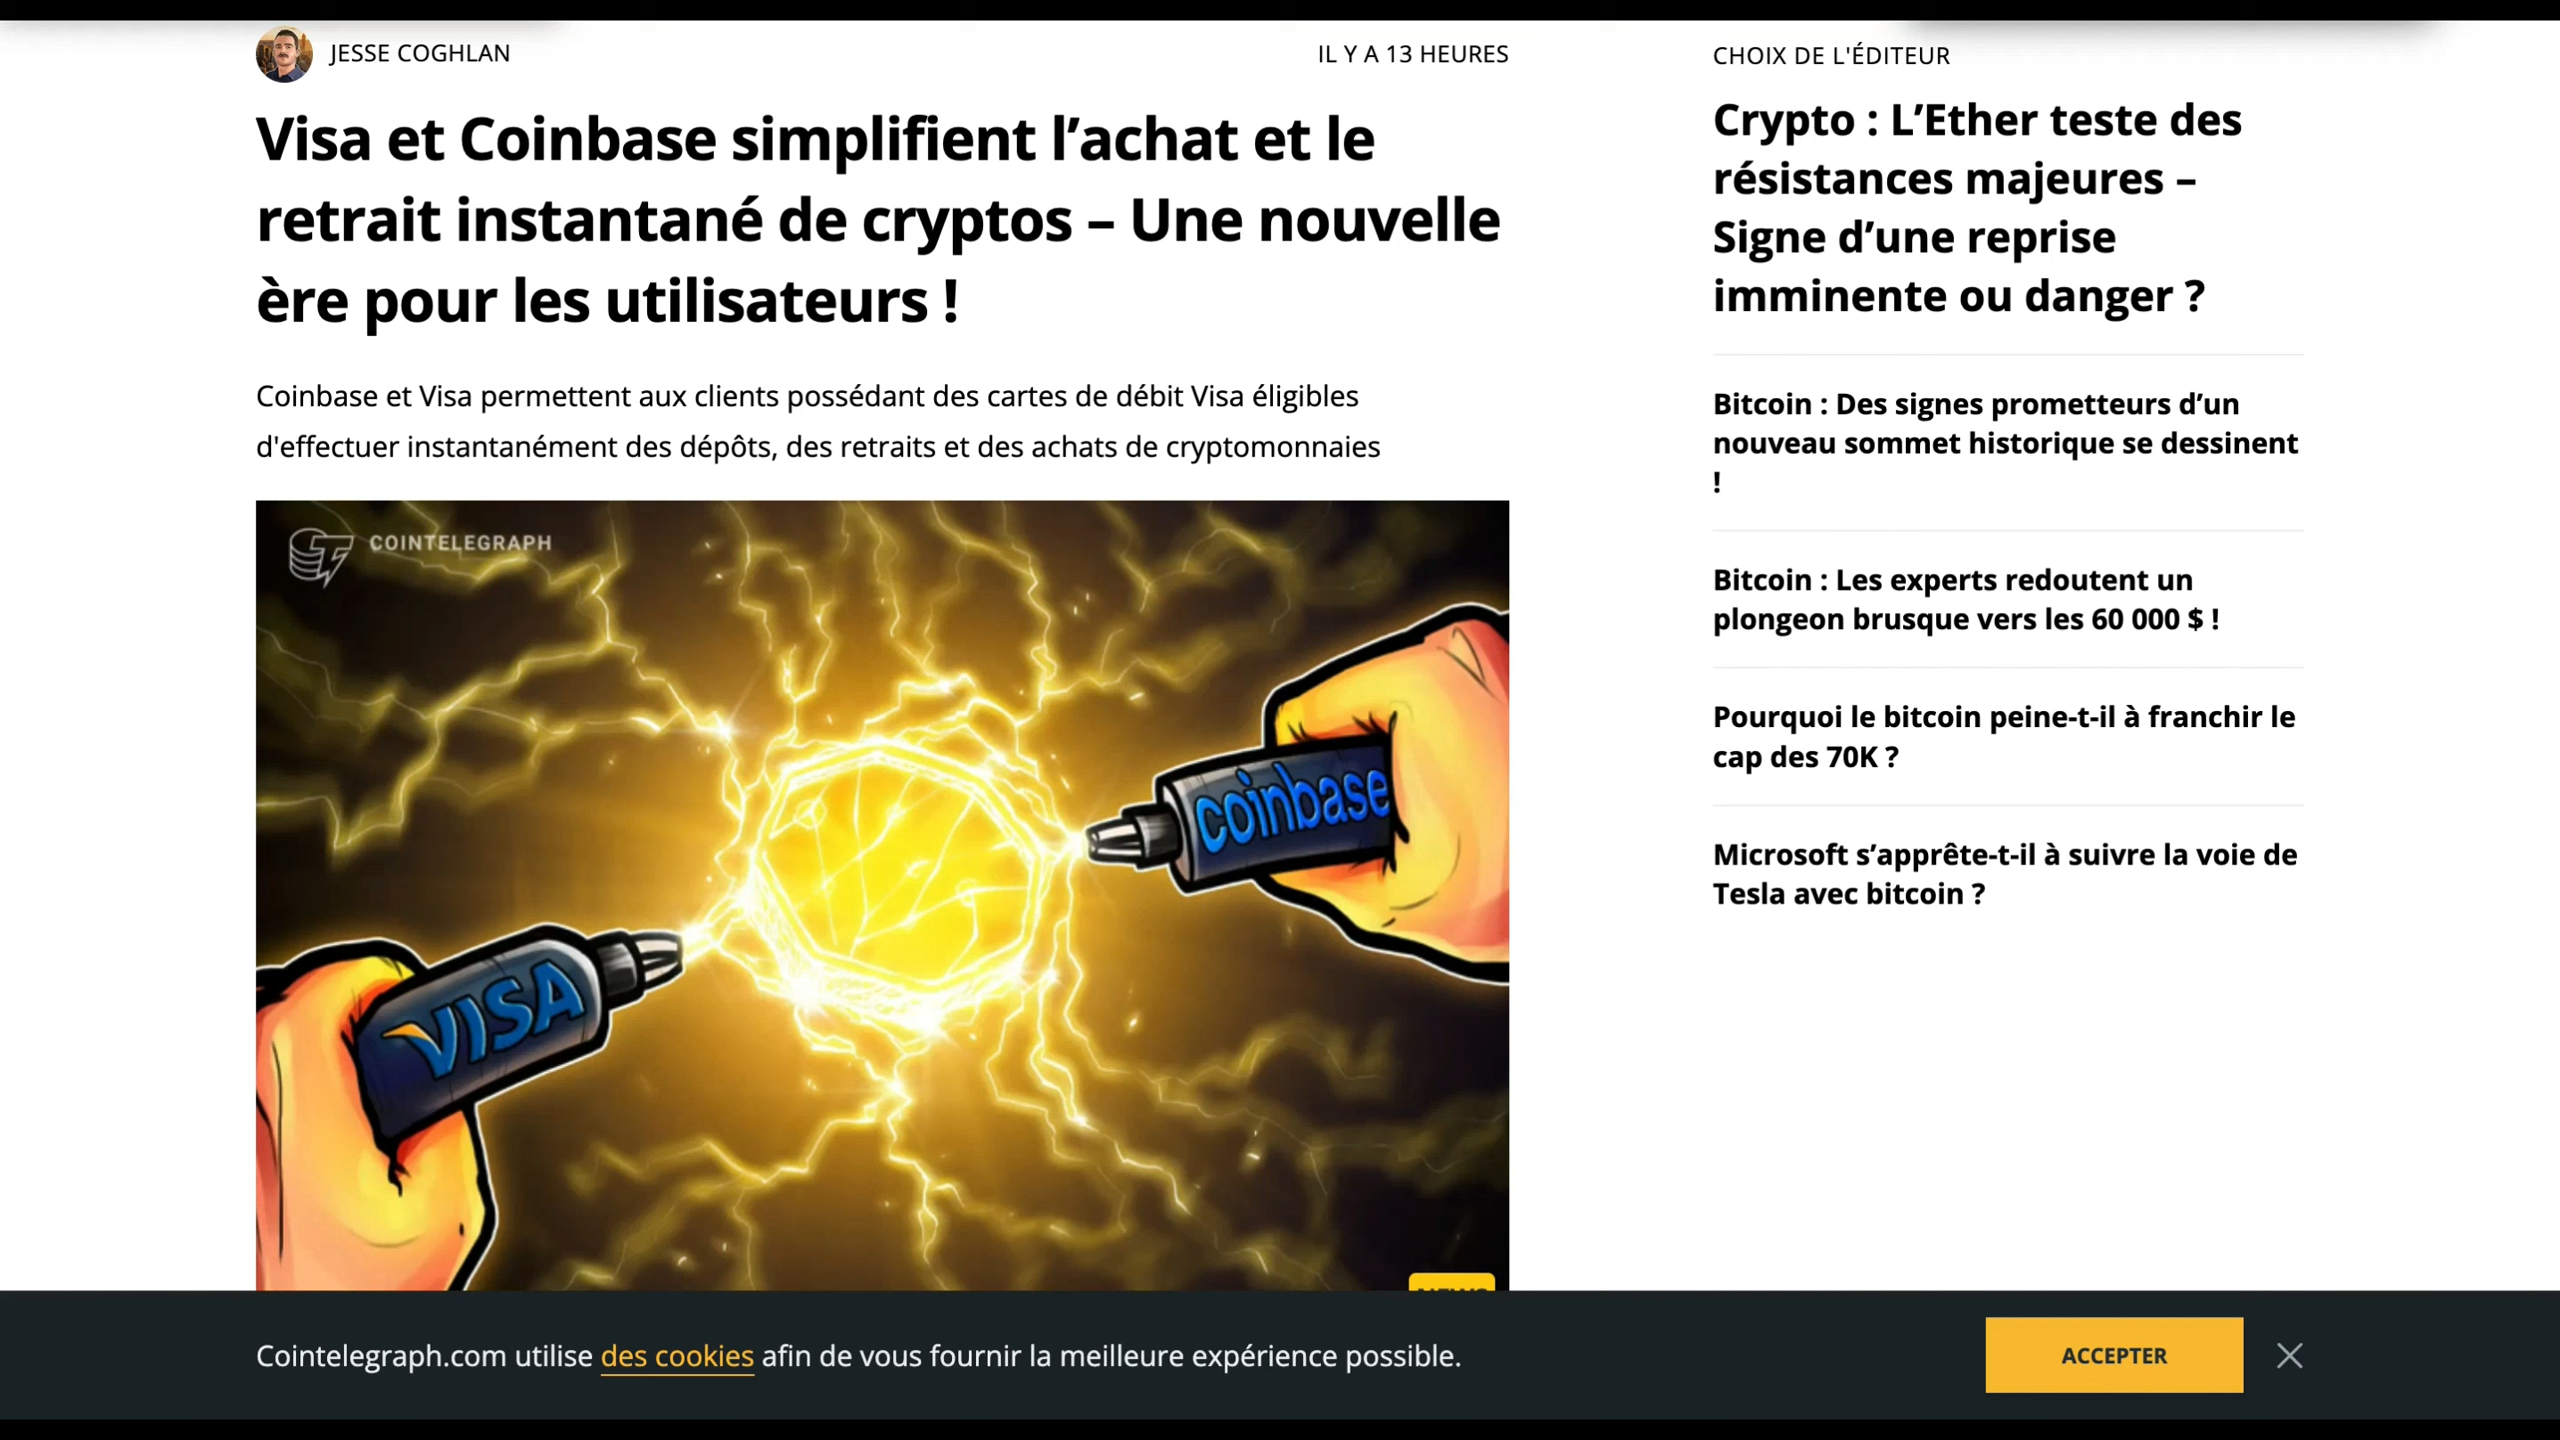 JESSE COGHLAN
IL Y A 13 HEURES
Visa et Coinbase simplifient l’achat et le
retrait instantané de cryptos – Une nouvelle
ère pour les utilisateurs !
Coinbase et Visa permettent aux clients possédant des cartes de débit Visa éligibles
d'effectuer instantanément des dépôts, des retraits et des achats de cryptomonnaies
COINTELEGRAPH
coinbase
VISA
CHOIX DE L'ÉDITEUR
Crypto : L’Ether teste des
résistances majeures –
Signe d’une reprise
imminente ou danger ?
Bitcoin : Des signes prometteurs d’un
nouveau sommet historique se dessinent
!
Bitcoin : Les experts redoutent un
plongeon brusque vers les 60 000 $ !
Pourquoi le bitcoin peine-t-il à franchir le
cap des 70K ?
Microsoft s’apprête-t-il à suivre la voie de
Tesla avec bitcoin ?
Cointelegraph.com utilise des cookies afin de vous fournir la meilleure expérience possible.
ACCEPTER